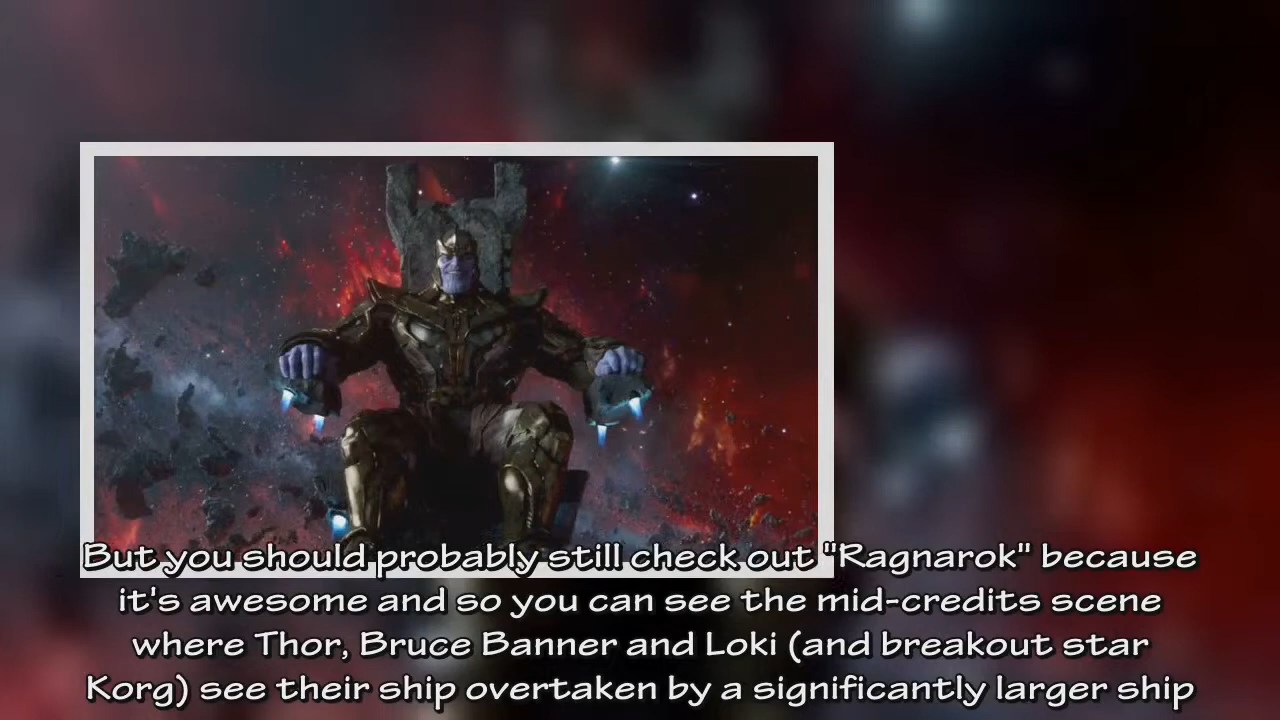 But you should probably still check out "Ragnarok" because
it's awesome and so you can see the mid-credits scene
where Thor, Bruce Banner and Loki (and breakout star
Korg) see their ship overtaken by a significantly larger ship